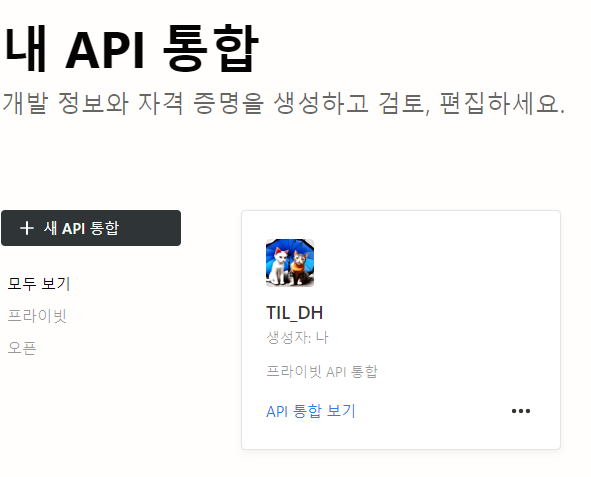 내 API 통합
개발 정보와 자격 증명을 생성하고 검토, 편집하세요.
+ 새 API 통합
모두 보기
프라이빗
오픈
TIL_DH
생성자: 나
프라이빗 API 통합
API 통합 보기